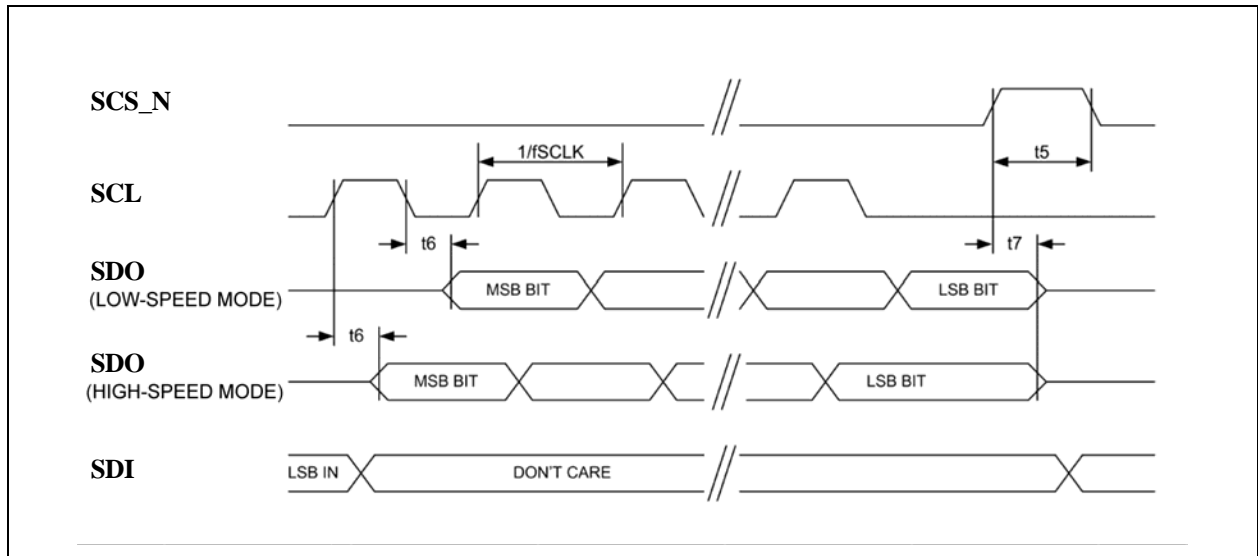 SCS_N
1/fSCLK
t5
SCL
t6
t7
SDO
(LOW-SPEED MODE)
MSB BIT
LSB BIT
t6
SDO
(HIGH-SPEED MODE)
MSB BIT
LSB BIT
SDI
LSB IN
DON'T CARE